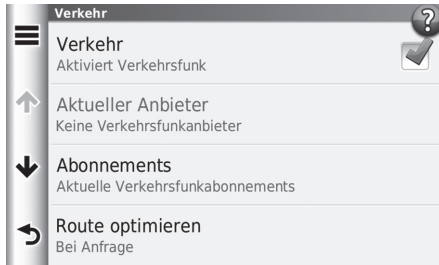 Verkehr
?
Verkehr
Aktiviert Verkehrsfunk
Aktueller Anbieter
Keine Verkehrsfunkanbieter
Abonnements
Aktuelle Verkehrsfunkabonnements
Route optimieren
Bei Anfrage